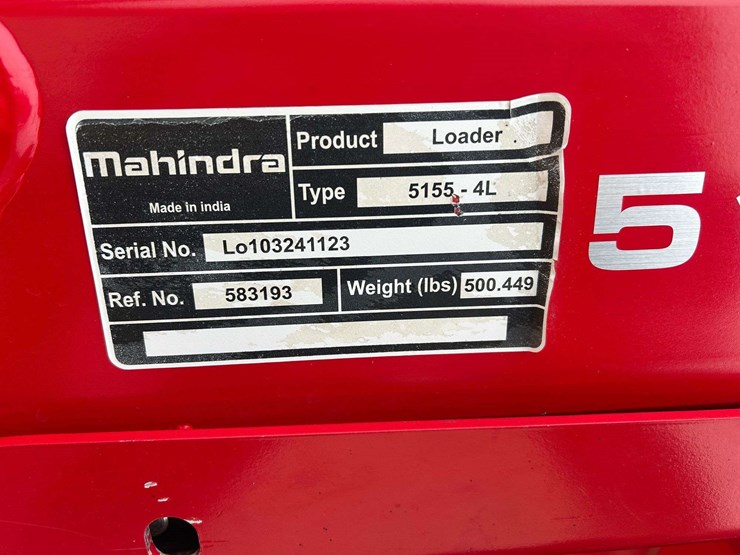 Mahindra
Made in india
Product Loader
Type 5155 - 4L
Serial No. Lo103241123
Ref. No. 583193
Weight (lbs) 500.449
5